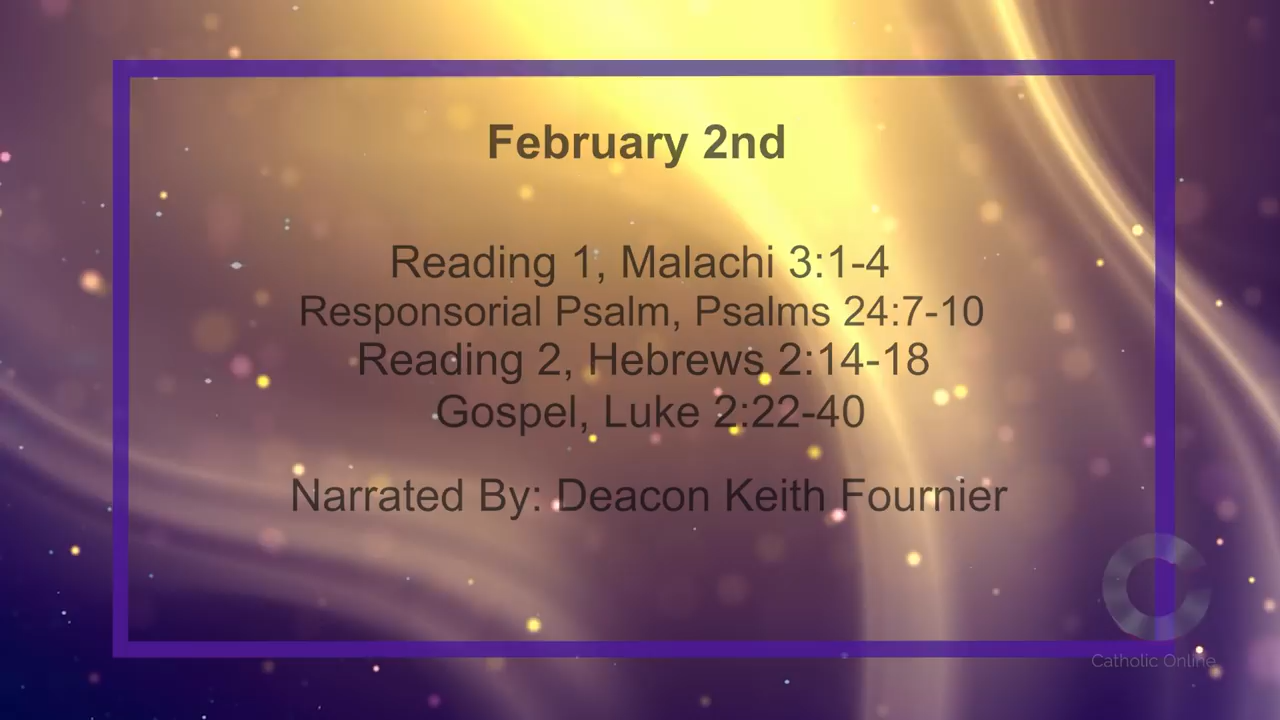 February 2nd
Reading 1, Malachi 3:1-4
Responsorial Psalm, Psalms 24:7-10
Reading 2, Hebrews 2:14-18
Gospel, Luke 2:22-40
Narrated By: Deacon Keith Fournier
Catholic Online